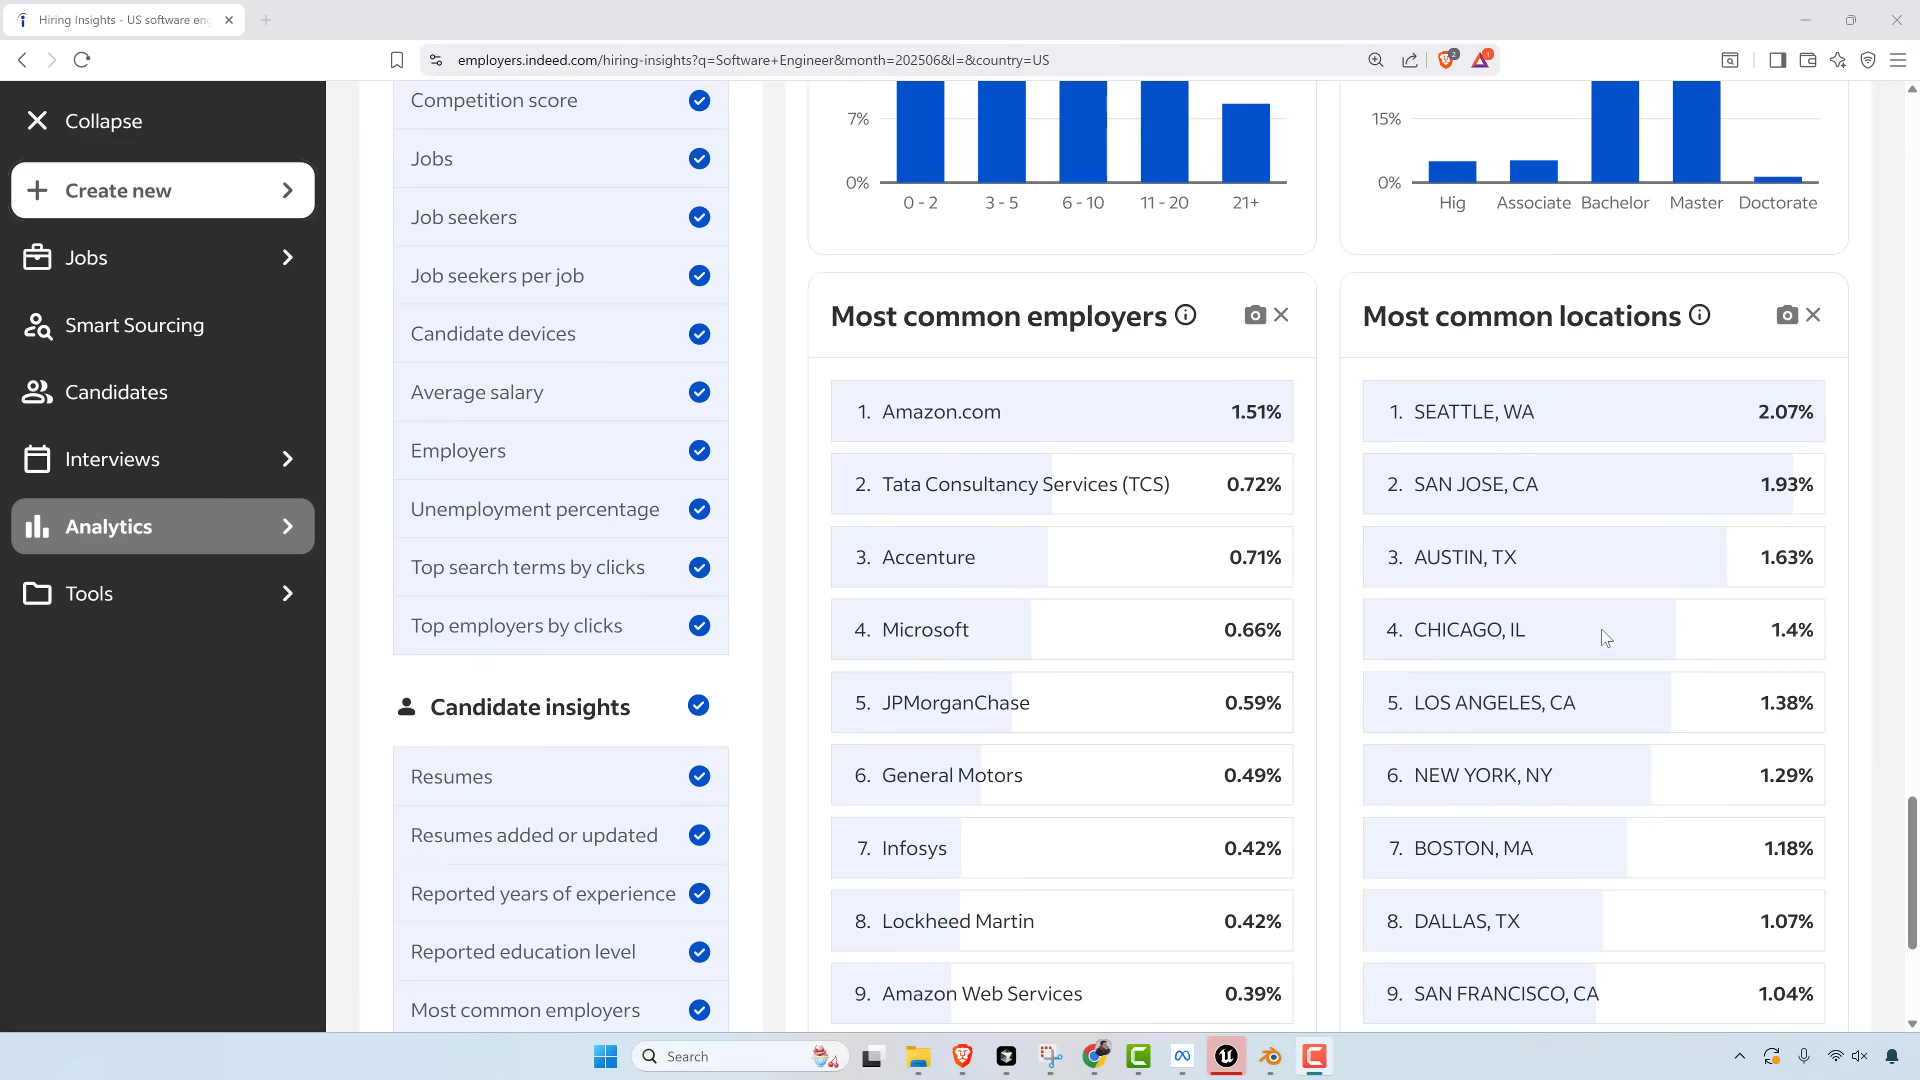 Hiring Insights - US software eng
employers.indeed.com/hiring-insights?q=Software+Engineer&month=202506&l=&country=US
2
1
Collapse
Create new
Jobs
Smart Sourcing
Candidates
Interviews
Analytics
Tools
Competition score
Jobs
Job seekers
Job seekers per job
Candidate devices
Average salary
Employers
Unemployment percentage
Top search terms by clicks
Top employers by clicks
Candidate insights
Resumes
Resumes added or updated
Reported years of experience
Reported education level
Most common employers
7%
0%
0 - 2 3 - 5 6 - 10 11 - 20 21+
15%
0%
Hig Associate Bachelor Master Doctorate
Most common employers
1. Amazon.com 1.51%
2. Tata Consultancy Services (TCS) 0.72%
3. Accenture 0.71%
4. Microsoft 0.66%
5. JPMorganChase 0.59%
6. General Motors 0.49%
7. Infosys 0.42%
8. Lockheed Martin 0.42%
9. Amazon Web Services 0.39%
Most common locations
1. SEATTLE, WA 2.07%
2. SAN JOSE, CA 1.93%
3. AUSTIN, TX 1.63%
4. CHICAGO, IL 1.4%
5. LOS ANGELES, CA 1.38%
6. NEW YORK, NY 1.29%
7. BOSTON, MA 1.18%
8. DALLAS, TX 1.07%
9. SAN FRANCISCO, CA 1.04%
Search